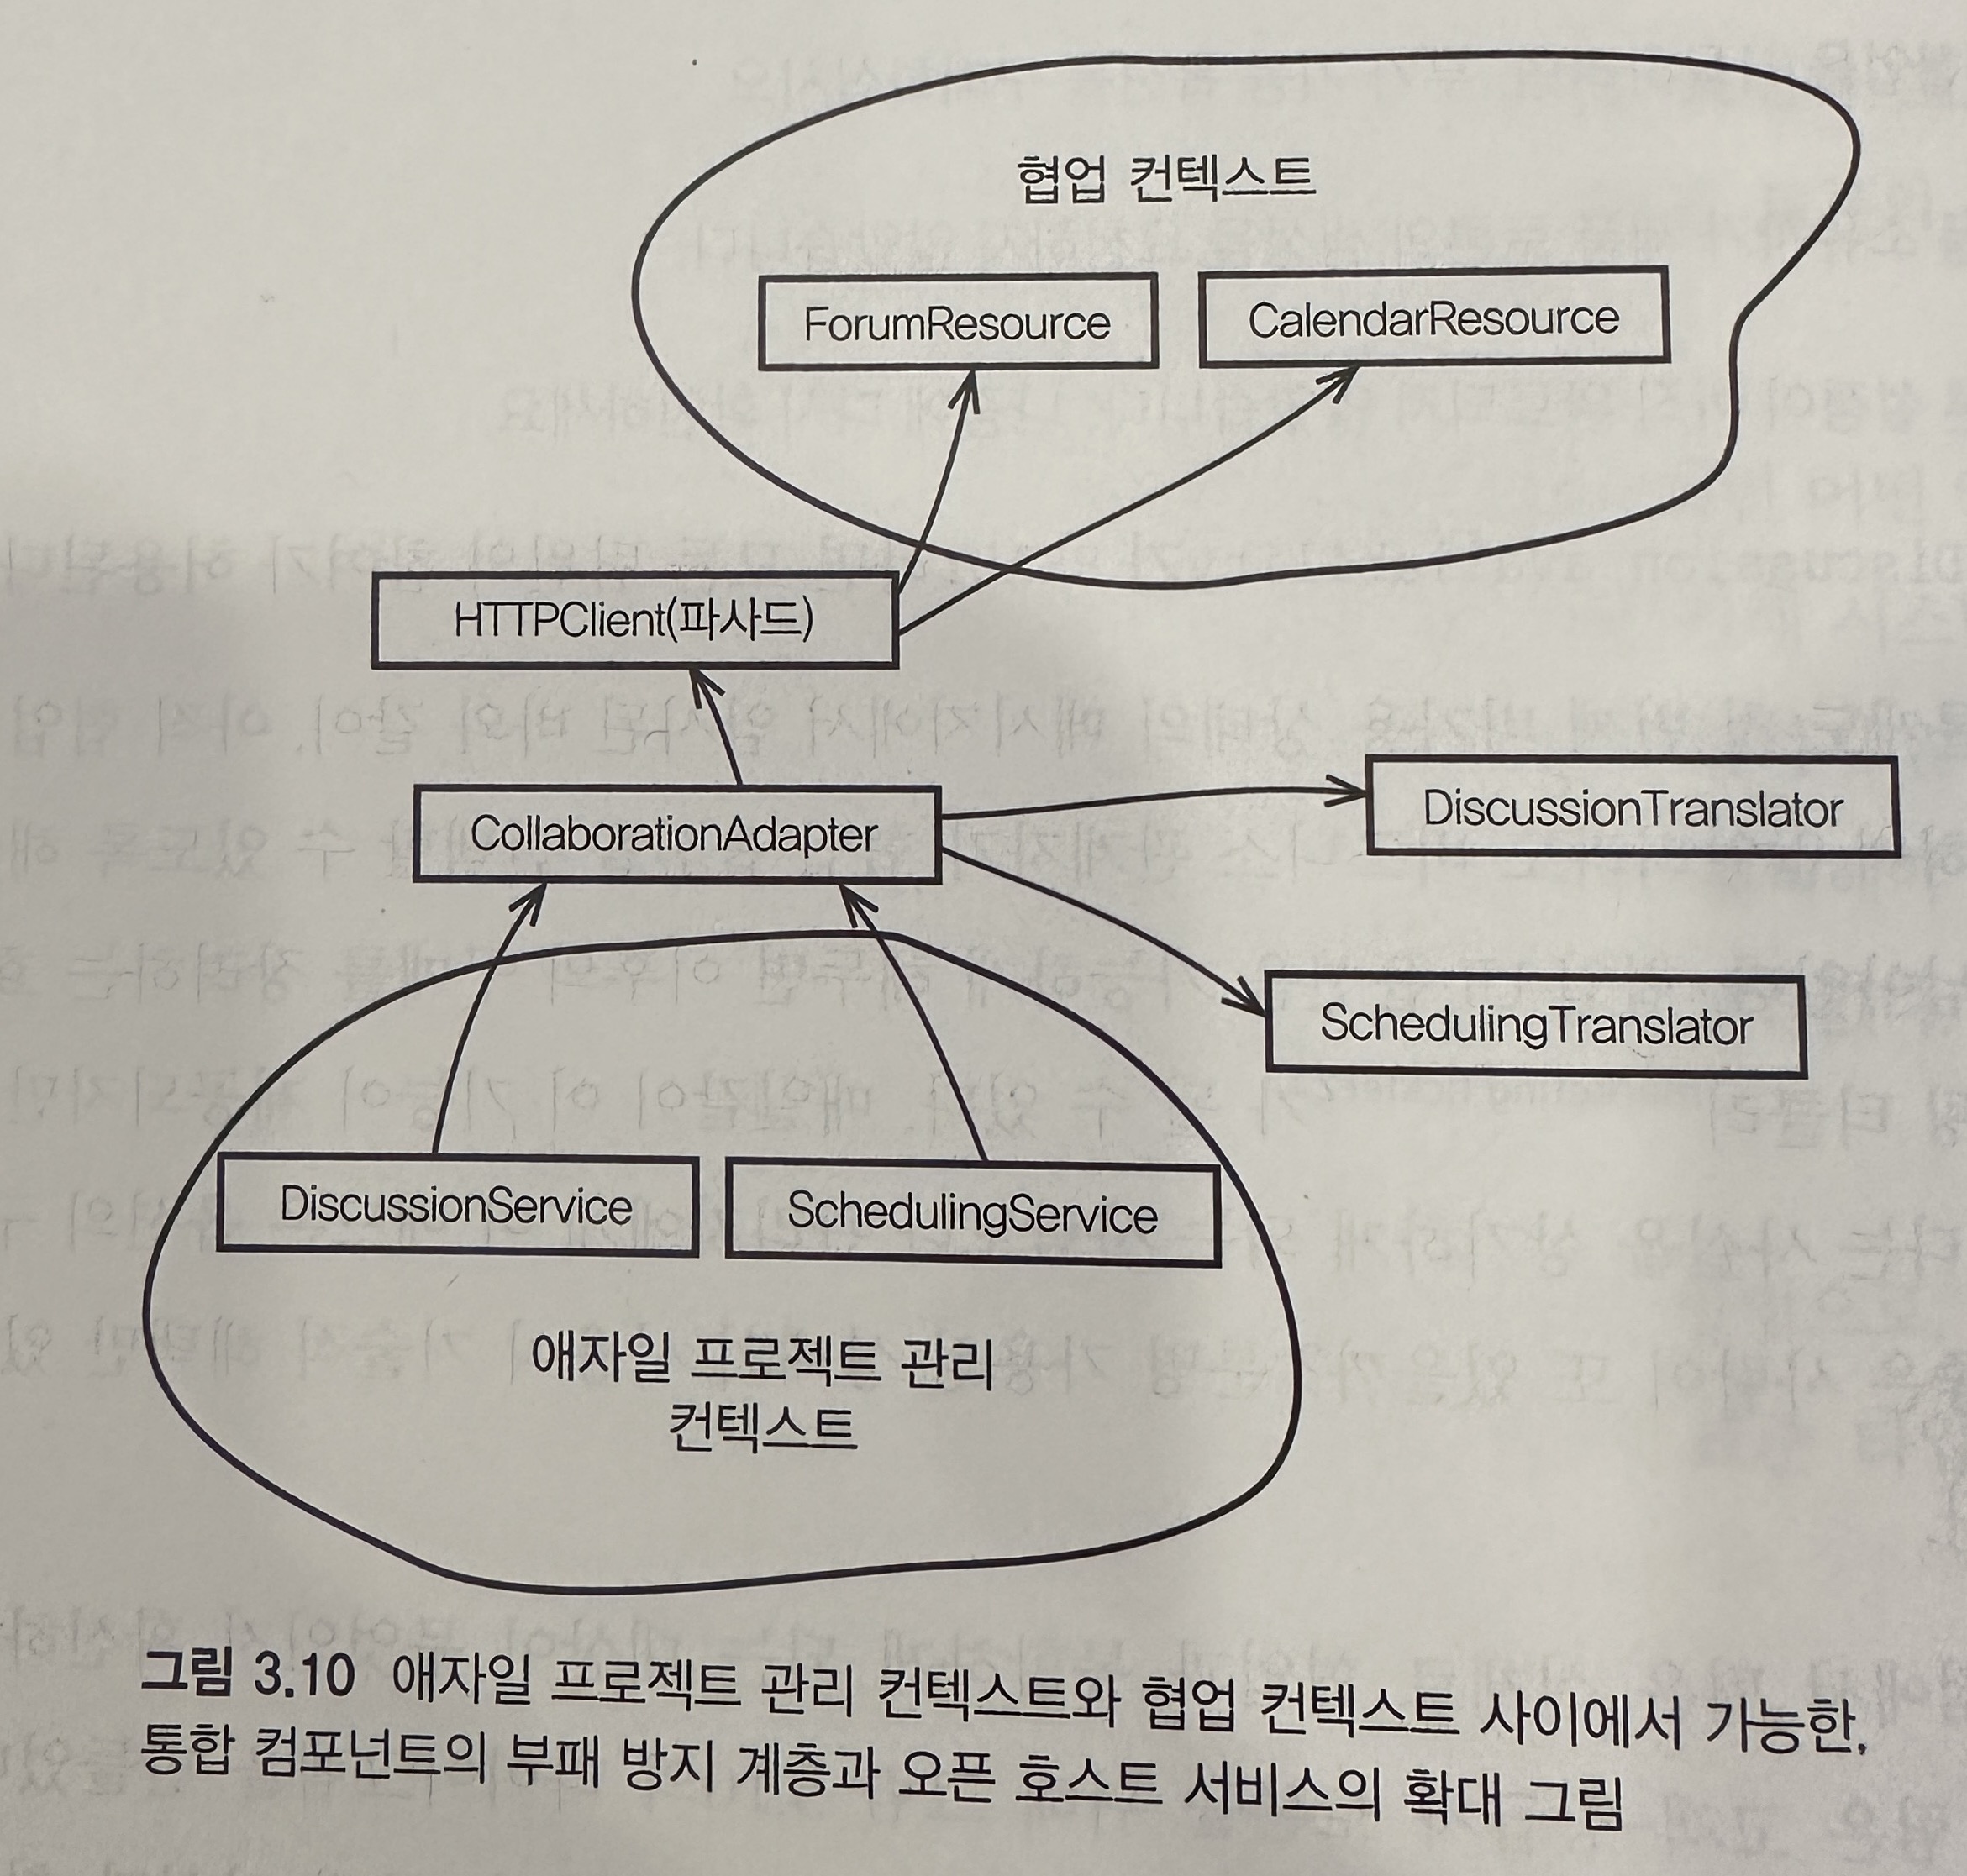 협업 컨텍스트
ForumResource
CalendarResource
HTTPClient(파사드)
CollaborationAdapter
DiscussionTranslator
SchedulingTranslator
DiscussionService
SchedulingService
애자일 프로젝트 관리
컨텍스트
그림 3.10 애자일 프로젝트 관리 컨텍스트와 협업 컨텍스트 사이에서 가능한,
통합 컴포넌트의 부패 방지 계층과 오픈 호스트 서비스의 확대 그림